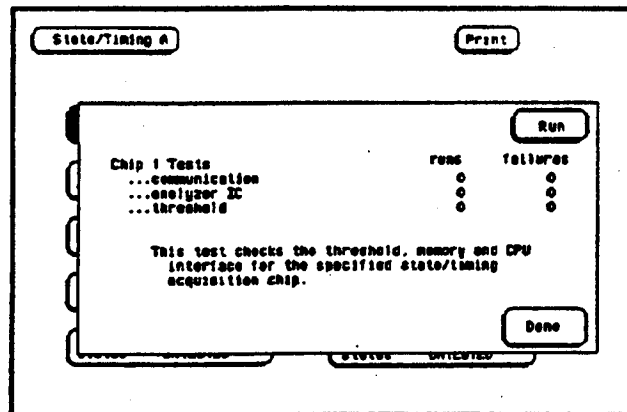 State/Timing A
Print
Run
Chip 1 Tests runs failures
...communication 0 0
...analyzer IC 0 0
...threshold 0 0
This test checks the threshold, memory and CPU
interface for the specified state/timing
acquisition chip.
Done